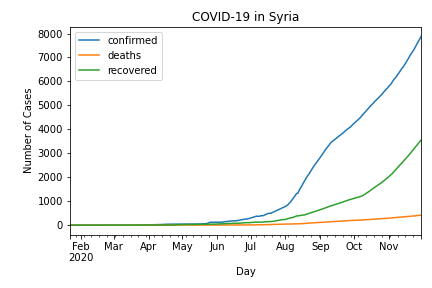 COVID-19 in Syria
8000
7000
6000
5000
4000
3000
2000
1000
0
Number of Cases
confirmed
deaths
recovered
Feb Mar Apr May Jun Jul Aug Sep Oct Nov
2020
Day